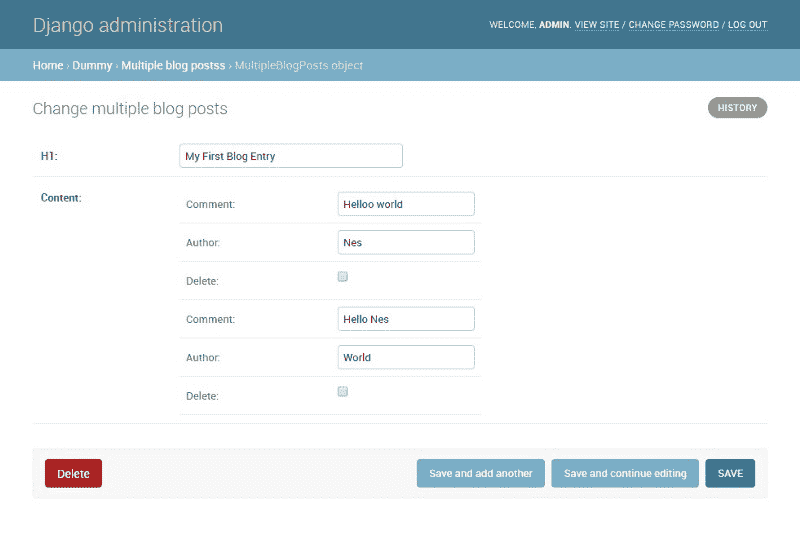 Django administration
WELCOME, ADMIN. VIEW SITE / CHANGE PASSWORD / LOG OUT
Home › Dummy › Multiple blog postss › MultipleBlogPosts object
Change multiple blog posts
HISTORY
H1: My First Blog Entry
Content:
Comment: Helloo world
Author: Nes
Delete:
Comment: Hello Nes
Author: World
Delete:
Delete Save and add another Save and continue editing SAVE